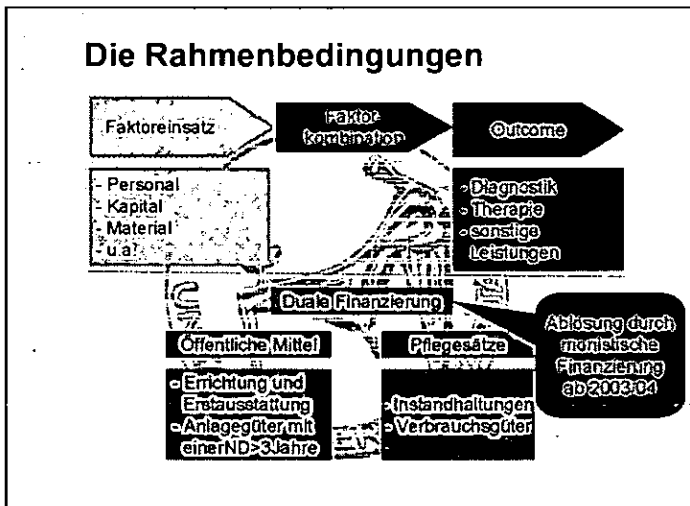 Die Rahmenbedingungen
Faktoreinsatz
Faktor-
kombination
Outcome
- Personal
- Kapital
- Material
u.a.
- Diagnostik
- Therapie
- sonstige
Leistungen
Duale Finanzierung
Öffentliche Mittel
Pflegesätze
Ablösung durch
monistische
Finanzierung
ab 2003/04
- Errichtung und
Erstausstattung
- Anlagegüter mit
einer ND>3 Jahre
- Instandhaltungen
- Verbrauchsgüter